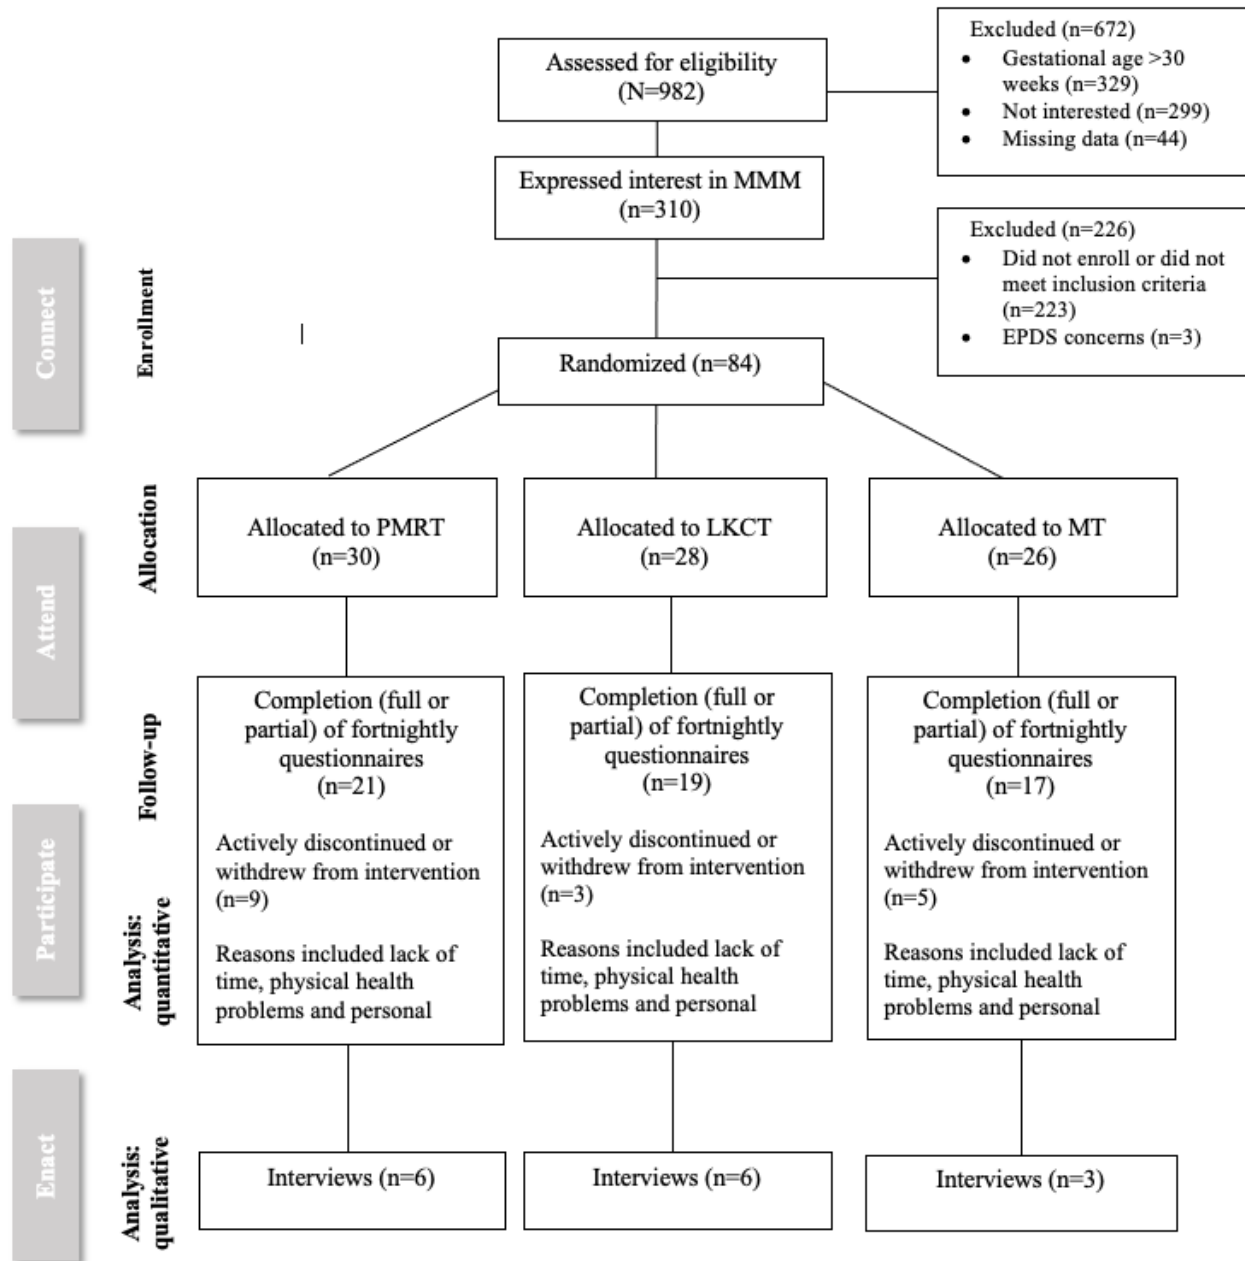 Assessed for eligibility
(N=982)
Excluded (n=672)
• Gestational age >30
weeks (n=329)
• Not interested (n=299)
• Missing data (n=44)
Expressed interest in MMM
(n=310)
Excluded (n=226)
• Did not enroll or did not
meet inclusion criteria
(n=223)
• EPDS concerns (n=3)
Connect
Enrollment
Randomized (n=84)
Attend
Allocation
Allocated to PMRT
(n=30)
Allocated to LKCT
(n=28)
Allocated to MT
(n=26)
Participate
Follow-up
Analysis:
quantitative
Completion (full or
partial) of fortnightly
questionnaires
(n=21)
Actively discontinued or
withdrew from intervention
(n=9)
Reasons included lack of
time, physical health
problems and personal
Completion (full or
partial) of fortnightly
questionnaires
(n=19)
Actively discontinued or
withdrew from intervention
(n=3)
Reasons included lack of
time, physical health
problems and personal
Completion (full or
partial) of fortnightly
questionnaires
(n=17)
Actively discontinued or
withdrew from intervention
(n=5)
Reasons included lack of
time, physical health
problems and personal
Enact
Analysis:
qualitative
Interviews (n=6)
Interviews (n=6)
Interviews (n=3)